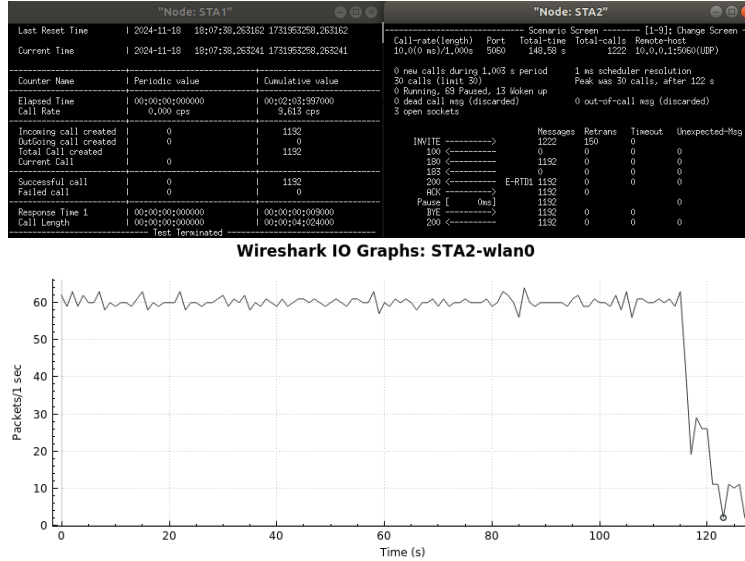 "Node: STA1"
Last Reset Time | 2024-11-18 18:07:38.263162 1731953258.263162
Current Time | 2024-11-18 18:07:38.263241 1731953258.263241
Counter Name | Periodic value | Cumulative value
Elapsed Time | 00:00:00:000000 | 00:02:03:997000
Call Rate | 0.000 cps | 9.613 cps
Incoming call created | 0 | 1192
OutGoing call created | 0 | 0
Total Call created | | 1192
Current Call | 0 |
Successful call | 0 | 1192
Failed call | 0 | 0
Response Time 1 | 00:00:00:000000 | 00:00:00:009000
Call Length | 00:00:00:000000 | 00:00:04:024000
------------------------------ Test Terminated --------------------------------
"Node: STA2"
------------------------------ Scenario Screen -------- [1-9]: Change Screen -
Call-rate(length) Port Total-time Total-calls Remote-host
10.0(0 ms)/1.000s 5060 148.58 s 1222 10.0.0.1:5060(UDP)
0 new calls during 1.003 s period 1 ms scheduler resolution
30 calls (limit 30) Peak was 30 calls, after 122 s
0 Running, 69 Paused, 13 Woken up
0 dead call msg (discarded) 0 out-of-call msg (discarded)
3 open sockets
Messages Retrans Timeout Unexpected-Msg
INVITE ----------> 1222 150 0
100 <---------- 0 0 0 0
180 <---------- 1192 0 0 0
183 <---------- 0 0 0 0
200 <---------- E-RTD1 1192 0 0 0
ACK ----------> 1192 0
Pause [ 0ms] 1192 0
BYE ----------> 1192 0 0
200 <---------- 1192 0 0 0
Wireshark IO Graphs: STA2-wlan0
Packets/1 sec
60
50
40
30
20
10
0
0 20 40 60 80 100 120
Time (s)